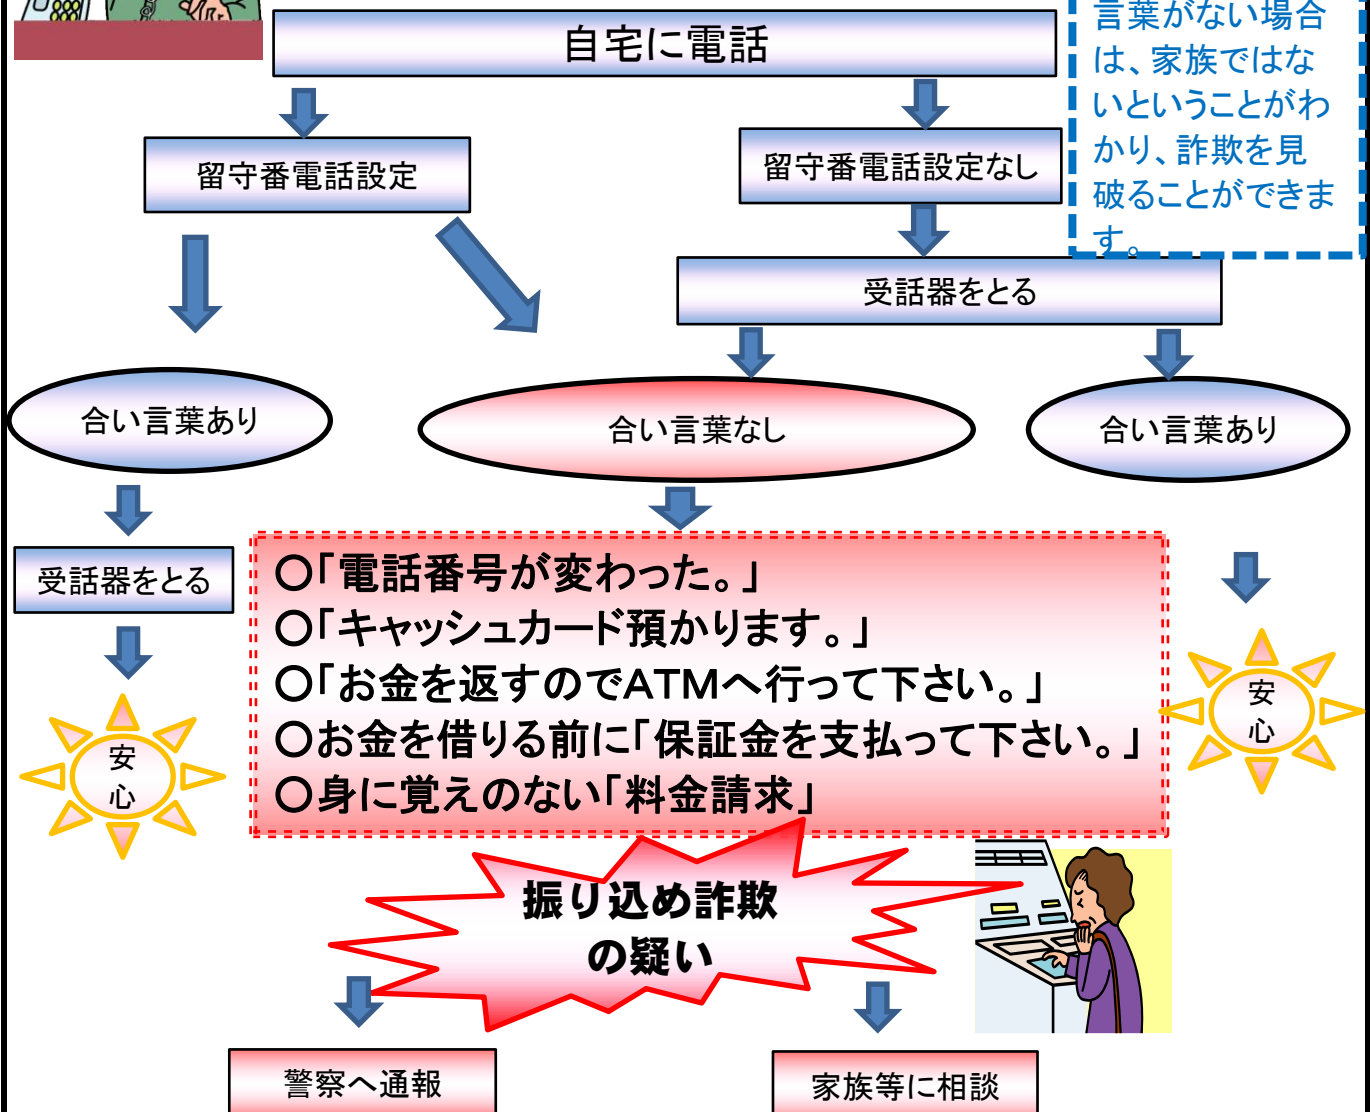 言葉がない場合
は、家族ではな
いということがわ
かり、詐欺を見
破ることができま
す。
自宅に電話
留守番電話設定
留守番電話設定なし
受話器をとる
合い言葉あり
合い言葉なし
合い言葉あり
受話器をとる
○「電話番号が変わった。」
○「キャッシュカード預かります。」
○「お金を返すのでATMへ行って下さい。」
○お金を借りる前に「保証金を支払って下さい。」
○身に覚えのない「料金請求」
安
心
安
心
振り込め詐欺
の疑い
警察へ通報
家族等に相談